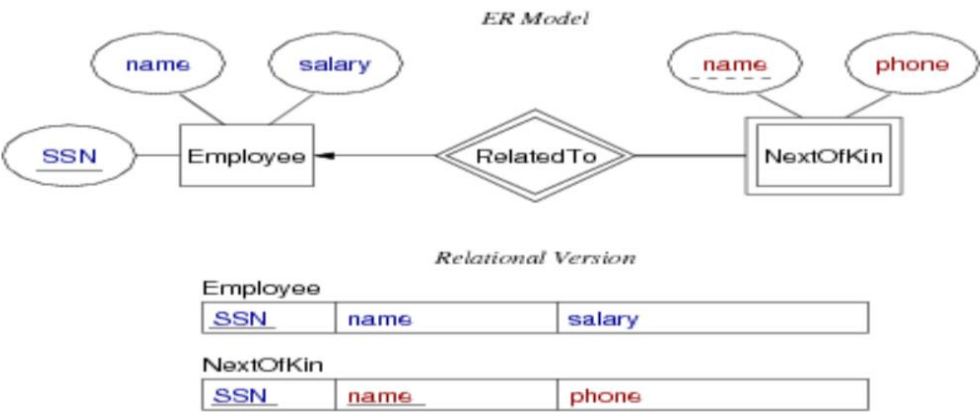 ER Model
name salary name phone
SSN Employee RelatedTo NextOfKin
Relational Version
Employee
SSN name salary
NextOfKin
SSN name phone